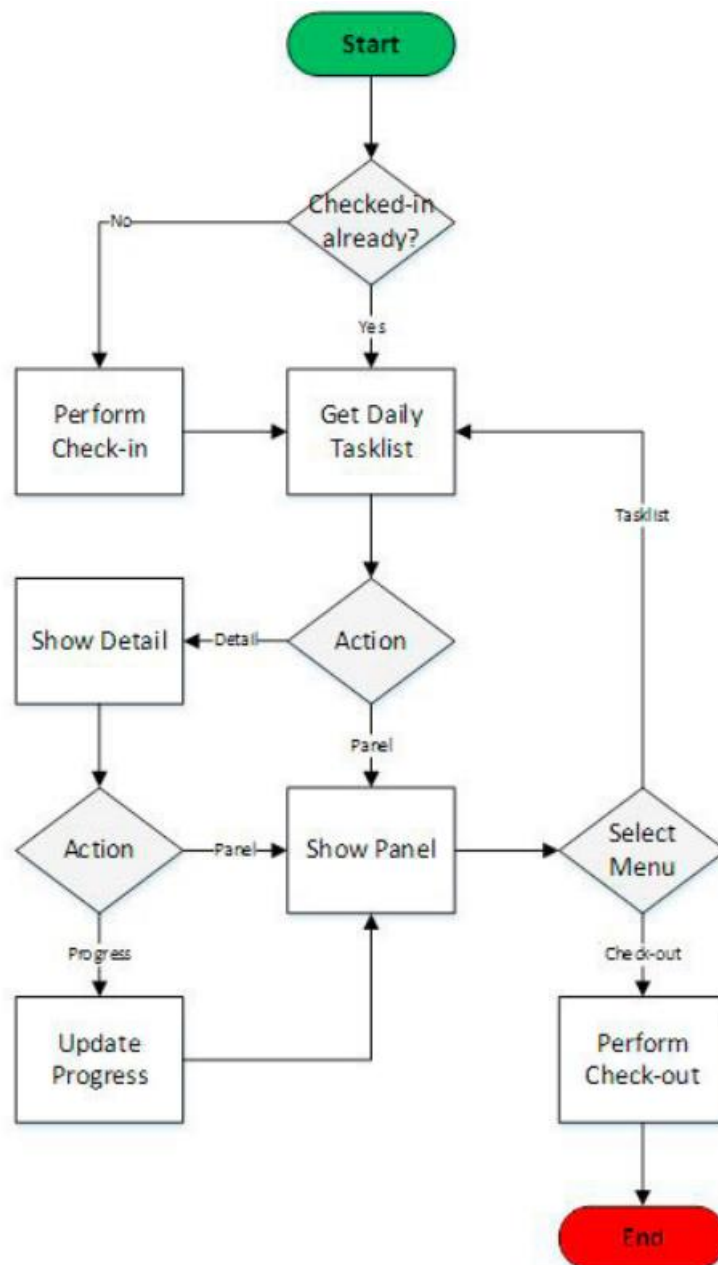 Start
Checked-in
already?
No
Yes
Perform
Check-in
Get Daily
Tasklist
Tasklist
Show Detail
Detail
Action
Panel
Action
Panel
Show Panel
Select
Menu
Progress
Check-out
Update
Progress
Perform
Check-out
End